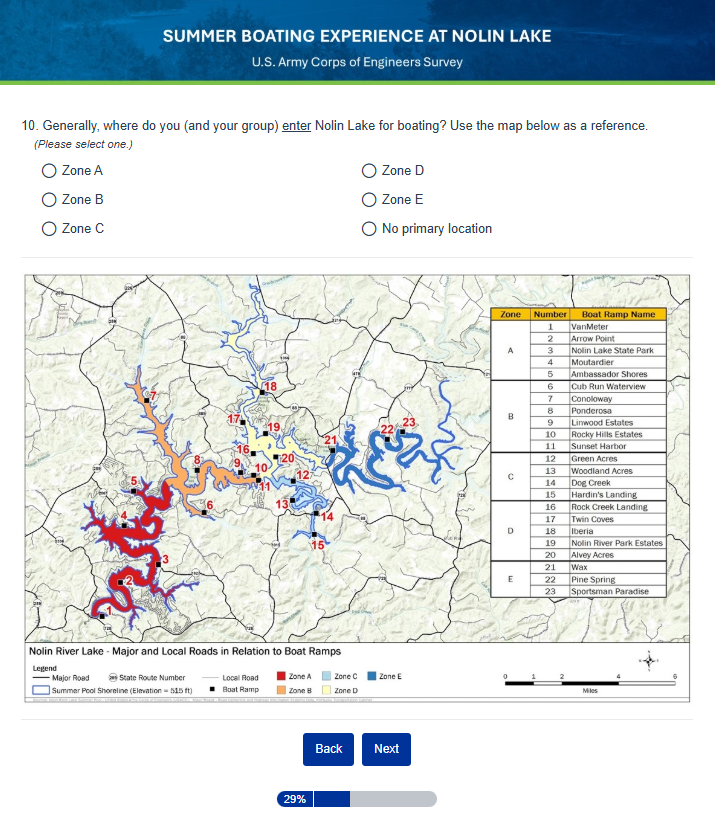 SUMMER BOATING EXPERIENCE AT NOLIN LAKE
U.S. Army Corps of Engineers Survey
10. Generally, where do you (and your group) enter Nolin Lake for boating? Use the map below as a reference.
(Please select one.)
Zone A
Zone B
Zone C
Zone D
Zone E
No primary location
18
7
17
19
16
20
21
22
23
8
9
10
11
12
5
6
13
14
4
15
3
2
1
Zone Number Boat Ramp Name
A
1 VanMeter
2 Arrow Point
3 Nolin Lake State Park
4 Moutardier
5 Ambassador Shores
B
6 Cub Run Waterview
7 Conoloway
8 Ponderosa
9 Linwood Estates
10 Rocky Hills Estates
11 Sunset Harbor
C
12 Green Acres
13 Woodland Acres
14 Dog Creek
15 Hardin's Landing
D
16 Rock Creek Landing
17 Twin Coves
18 Iberia
19 Nolin River Park Estates
20 Alvey Acres
E
21 Wax
22 Pine Spring
23 Sportsman Paradise
Nolin River Lake - Major and Local Roads in Relation to Boat Ramps
Legend
Major Road State Route Number Local Road Zone A Zone C Zone E
Summer Pool Shoreline (Elevation = 515 ft) Boat Ramp Zone B Zone D
0 1 2 4 6
Miles
Back Next
29%